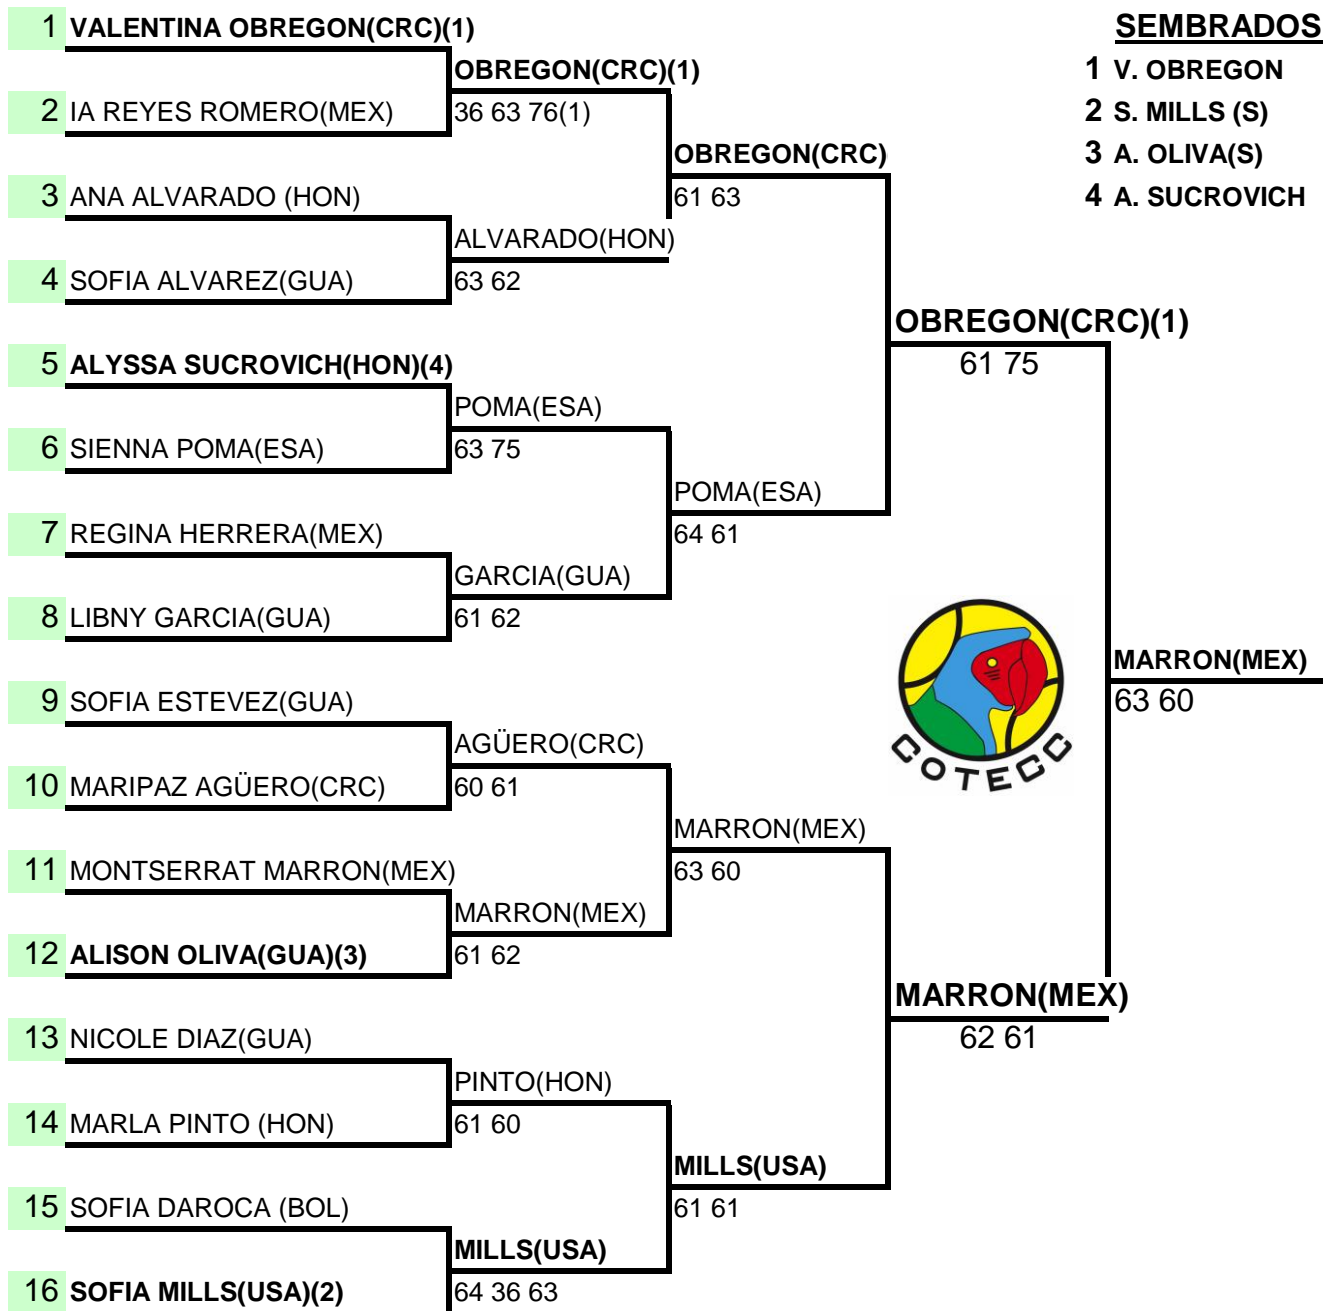 1 VALENTINA OBREGON(CRC)(1)
SEMBRADOS
OBREGON(CRC)(1)
1 V. OBREGON
2 IA REYES ROMERO(MEX)
36 63 76(1)
2 S. MILLS (S)
OBREGON(CRC)
3 A. OLIVA(S)
3 ANA ALVARADO (HON)
61 63
4 A. SUCROVICH
ALVARADO(HON)
4 SOFIA ALVAREZ(GUA)
63 62
OBREGON(CRC)(1)
5 ALYSSA SUCROVICH(HON)(4)
61 75
POMA(ESA)
6 SIENNA POMA(ESA)
63 75
POMA(ESA)
7 REGINA HERRERA(MEX)
64 61
GARCIA(GUA)
8 LIBNY GARCIA(GUA)
61 62
MARRON(MEX)
9 SOFIA ESTEVEZ(GUA)
63 60
AGÜERO(CRC)
COTECC
10 MARIPAZ AGÜERO(CRC)
60 61
MARRON(MEX)
11 MONTSERRAT MARRON(MEX)
63 60
MARRON(MEX)
12 ALISON OLIVA(GUA)(3)
61 62
MARRON(MEX)
13 NICOLE DIAZ(GUA)
62 61
PINTO(HON)
14 MARLA PINTO (HON)
61 60
MILLS(USA)
15 SOFIA DAROCA (BOL)
61 61
MILLS(USA)
16 SOFIA MILLS(USA)(2)
64 36 63